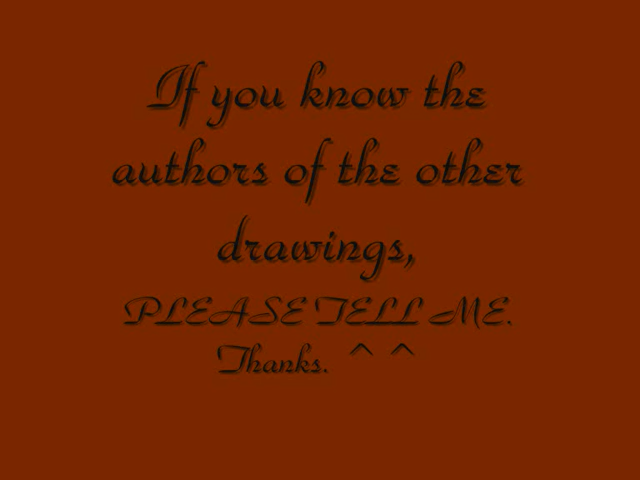 If you know the
authors of the other
drawings,
PLEASE TELL ME.
Thanks. ^ ^